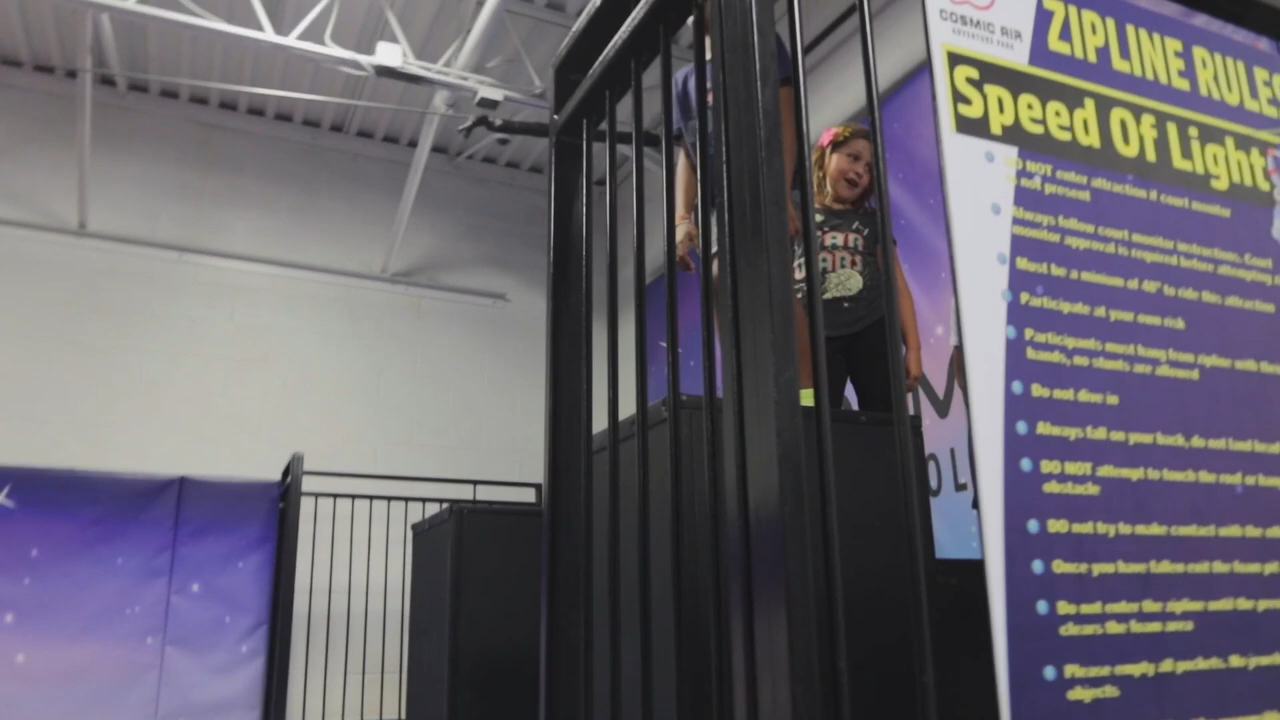 COSMIC AIR
ADVENTURE PARK
ZIPLINE RULES
Speed Of Light
DO NOT enter attraction if court monitor
is not present
Always follow court monitor instructions. Court
monitor approval is required before attempting
Must be a minimum of 48" to ride this attraction
Participate at your own risk
Participants must hang from zipline with
hands, no stunts are allowed
Do not dive in
Always fall on your back, do not land
DO NOT attempt to touch the roof or
obstacle
DO not try to make contact with the
Once you have fallen exit the foam pit
Do not enter the zipline until the
clears the foam area
Please empty all pockets. No
objects